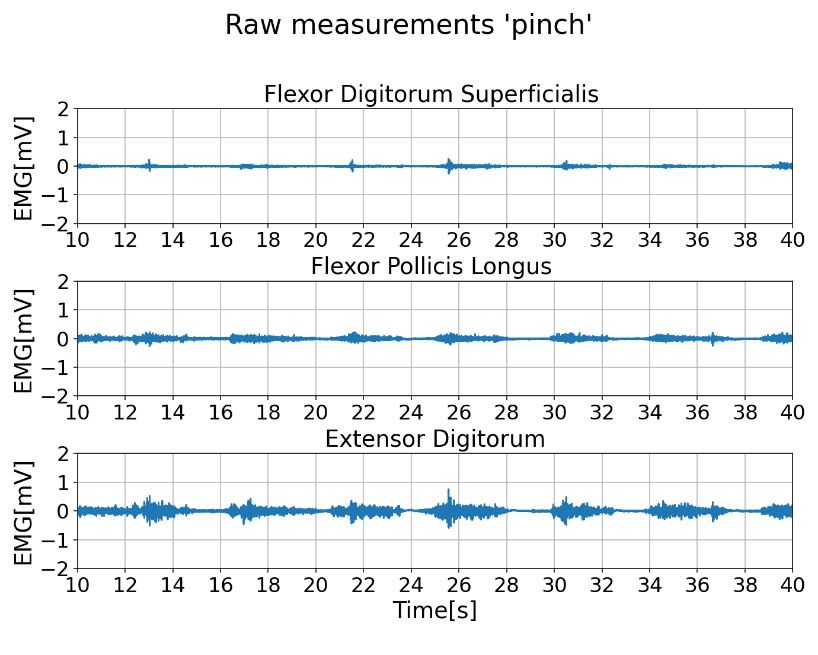 Raw measurements 'pinch'
Flexor Digitorum Superficialis
EMG[mV]
2
1
0
−1
−2
10 12 14 16 18 20 22 24 26 28 30 32 34 36 38 40
Flexor Pollicis Longus
EMG[mV]
2
1
0
−1
−2
10 12 14 16 18 20 22 24 26 28 30 32 34 36 38 40
Extensor Digitorum
EMG[mV]
2
1
0
−1
−2
10 12 14 16 18 20 22 24 26 28 30 32 34 36 38 40
Time[s]